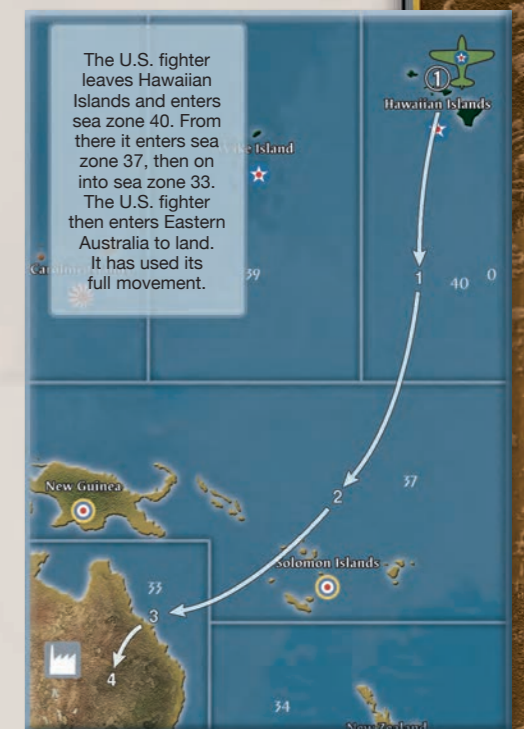 The U.S. fighter
leaves Hawaiian
Islands and enters
sea zone 40. From
there it enters sea
zone 37, then on
into sea zone 33.
The U.S. fighter
then enters Eastern
Australia to land.
It has used its
full movement.
1
Hawaiian Islands
Island
39
1
40
0
New Guinea
2
37
Solomon Islands
33
3
4
34
New Zealand